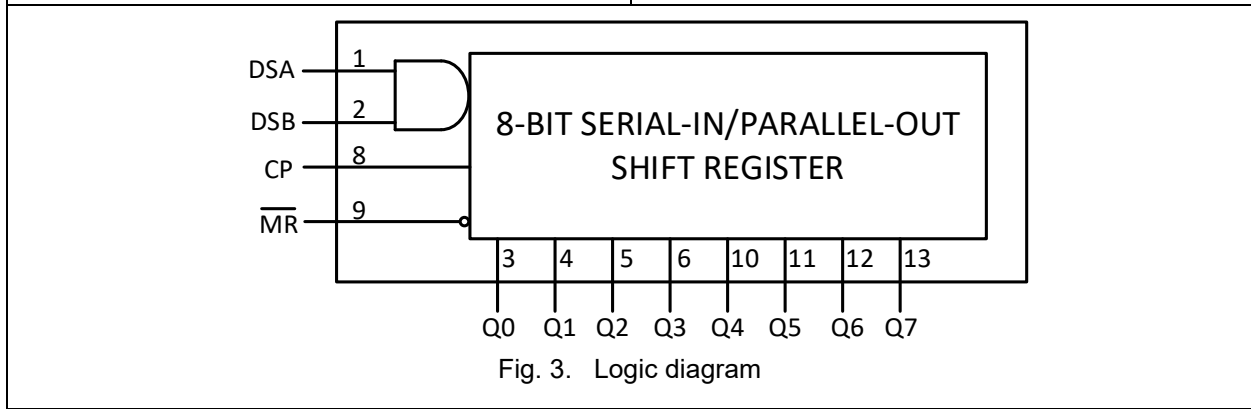 1
DSA
2
DSB
8-BIT SERIAL-IN/PARALLEL-OUT
SHIFT REGISTER
8
CP
9
M̅R̅
3 4 5 6 10 11 12 13
Q0 Q1 Q2 Q3 Q4 Q5 Q6 Q7
Fig. 3. Logic diagram